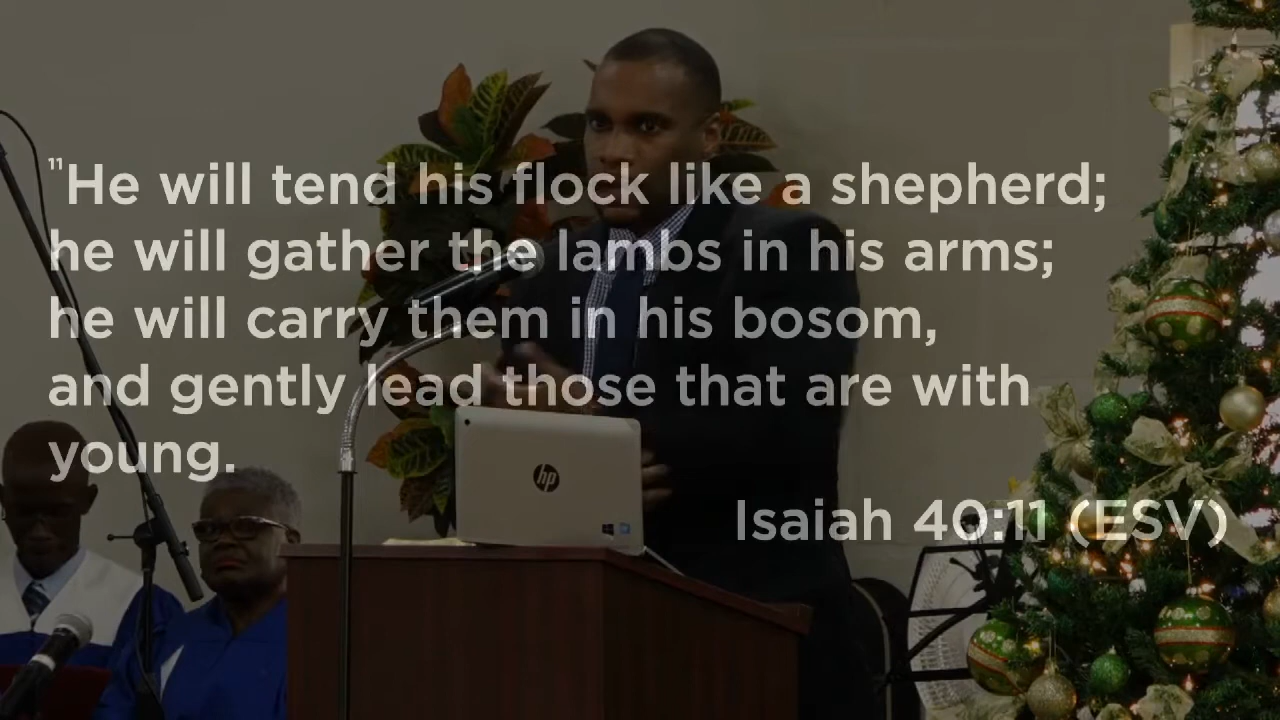 11He will tend his flock like a shepherd;
he will gather the lambs in his arms;
he will carry them in his bosom,
and gently lead those that are with
young.
Isaiah 40:11 (ESV)
hp